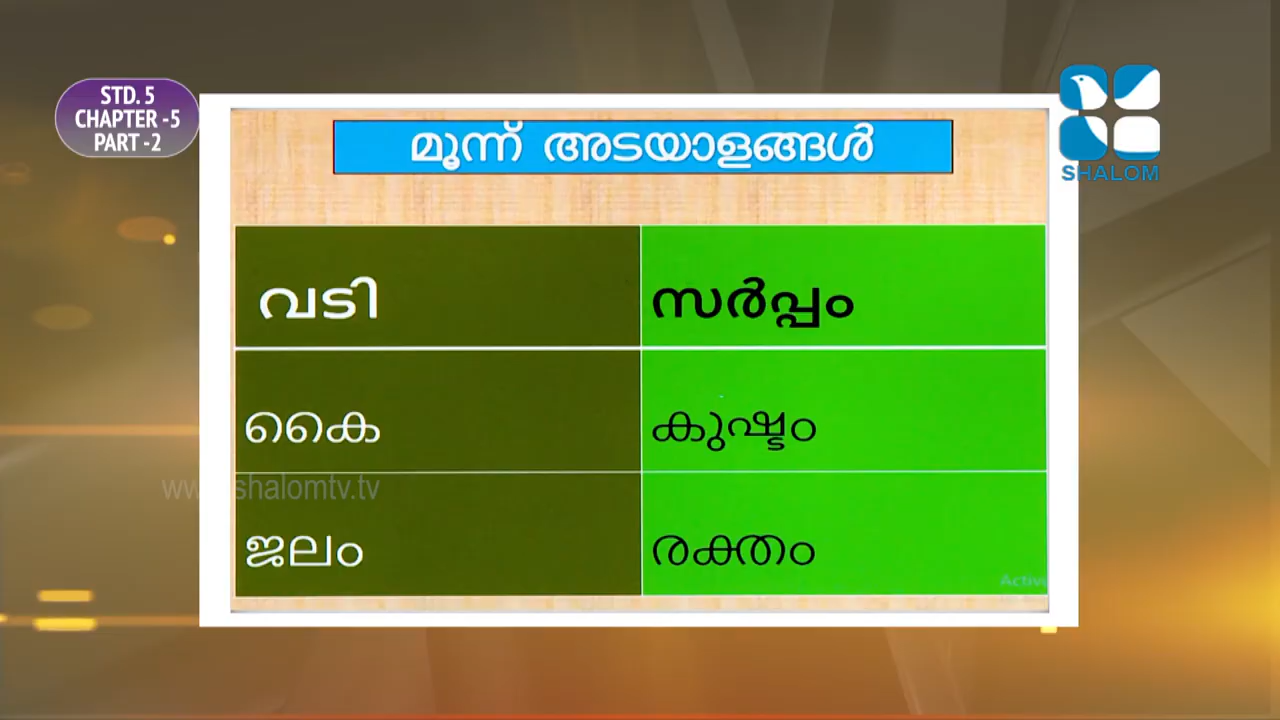 STD. 5
CHAPTER -5
PART -2
SHALOM
മൂന്ന് അടയാളങ്ങൾ
വടി സർപ്പം
കൈ കുഷ്ടം
www.shalomtv.tv
ജലം രക്തം